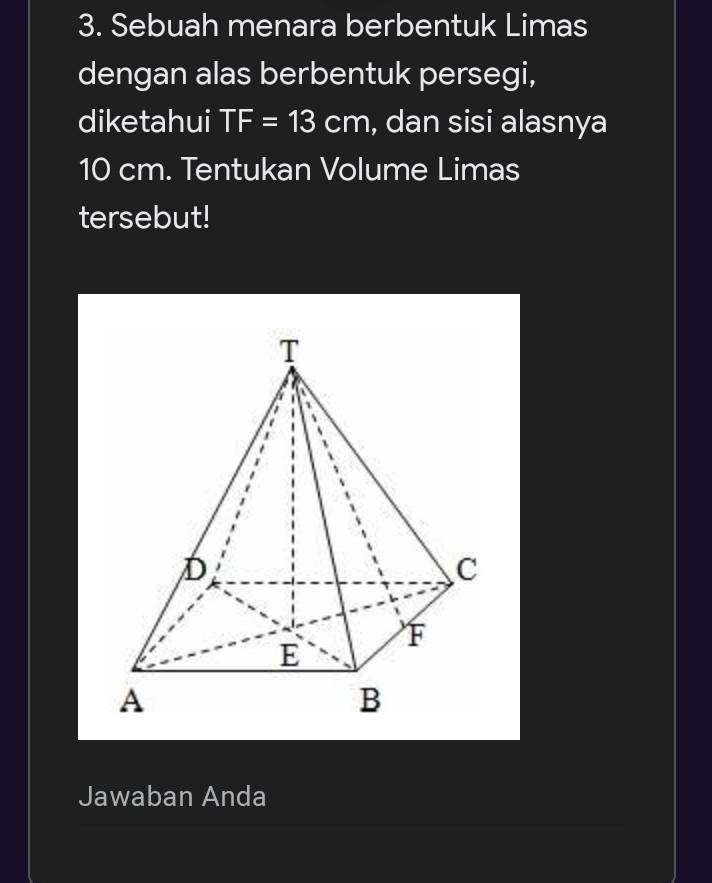 3. Sebuah menara berbentuk Limas
dengan alas berbentuk persegi,
diketahui TF = 13 cm, dan sisi alasnya
10 cm. Tentukan Volume Limas
tersebut!
T
D
C
E
F
A
B
Jawaban Anda